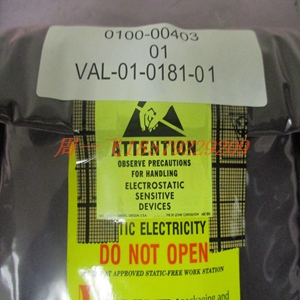 0100-00403
01
VAL-01-0181-01
ATTENTION
OBSERVE PRECAUTIONS
FOR HANDLING
ELECTROSTATIC
SENSITIVE
DEVICES
TIC ELECTRICITY
DO NOT OPEN
AT APPROVED STATIC-FREE WORK STATION